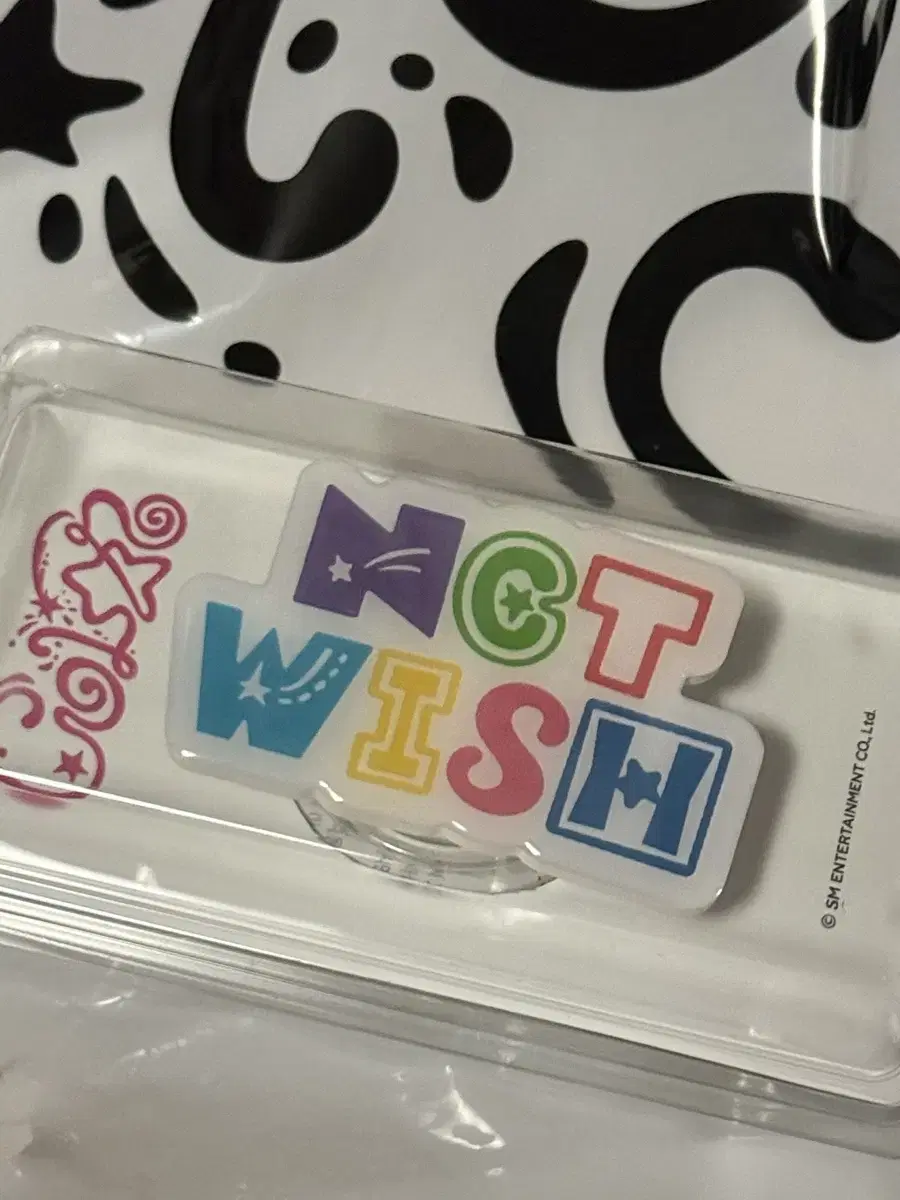 NCT
WISH
© SM ENTERTAINMENT CO., Ltd.